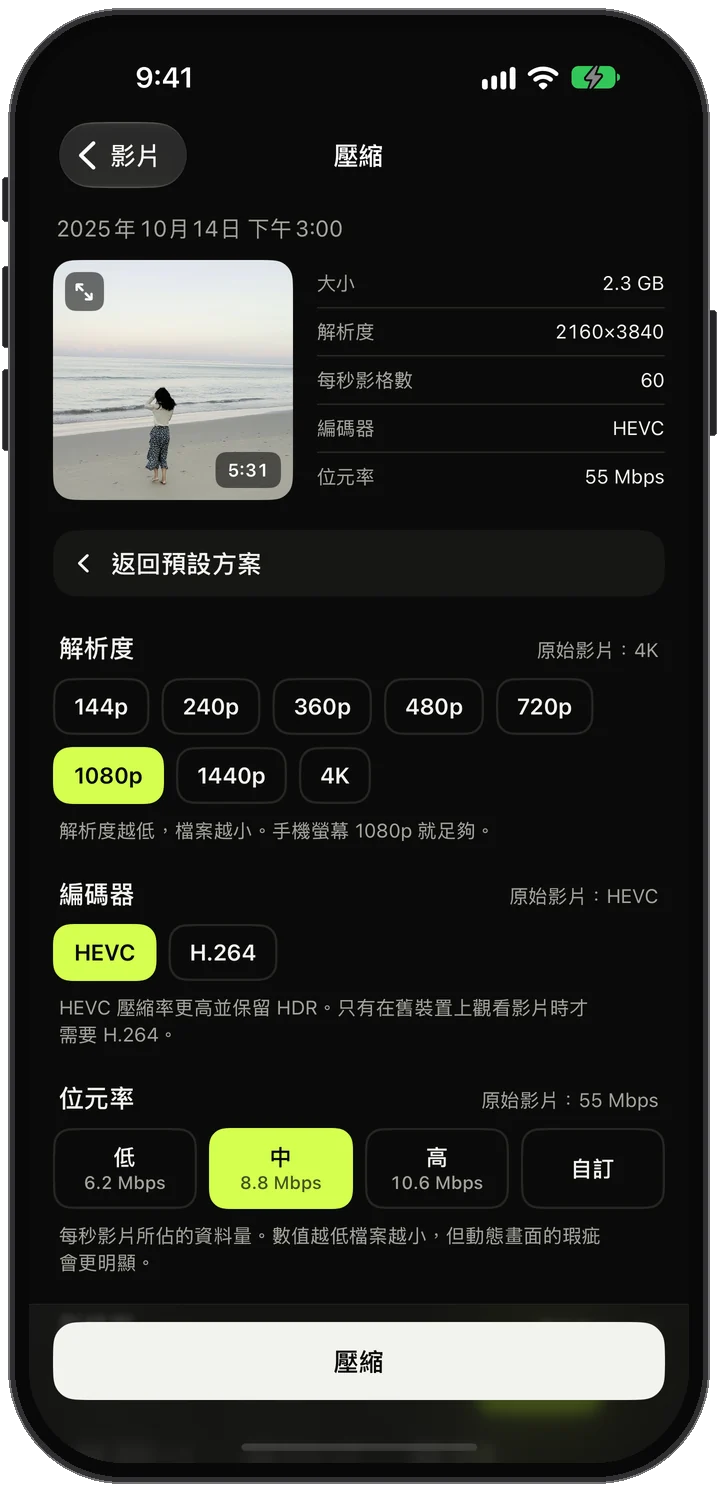 9:41
影片
壓縮
2025年10月14日 下午3:00
大小 2.3 GB
解析度 2160×3840
每秒影格數 60
編碼器 HEVC
位元率 55 Mbps
5:31
返回預設方案
解析度 原始影片：4K
144p 240p 360p 480p 720p
1080p 1440p 4K
解析度越低，檔案越小。手機螢幕 1080p 就足夠。
編碼器 原始影片：HEVC
HEVC H.264
HEVC 壓縮率更高並保留 HDR。只有在舊裝置上觀看影片時才
需要 H.264。
位元率 原始影片：55 Mbps
低 中 高 自訂
6.2 Mbps 8.8 Mbps 10.6 Mbps
每秒影片所佔的資料量。數值越低檔案越小，但動態畫面的瑕疵
會更明顯。
壓縮